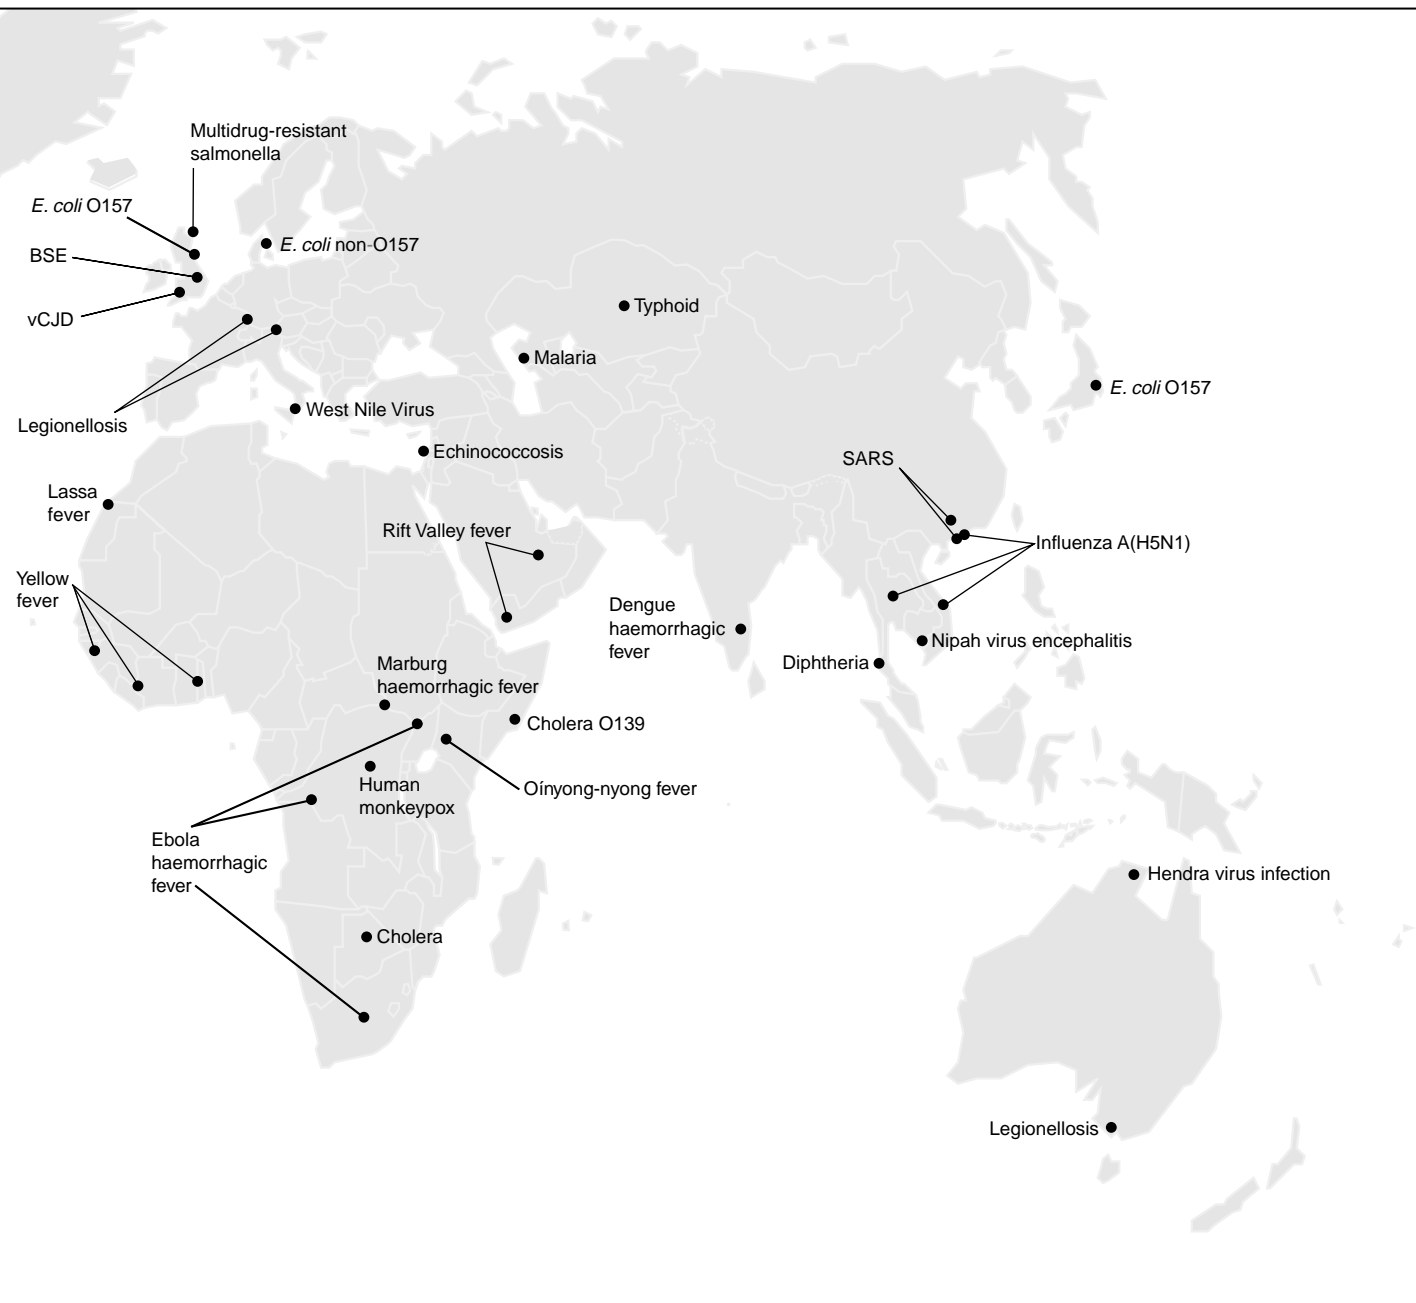 Multidrug-resistant
salmonella
E. coli O157
E. coli non-O157
BSE
vCJD
Typhoid
Malaria
E. coli O157
Legionellosis
West Nile Virus
Echinococcosis
SARS
Lassa
fever
Rift Valley fever
Influenza A(H5N1)
Yellow
fever
Dengue
haemorrhagic
fever
Nipah virus encephalitis
Diphtheria
Marburg
haemorrhagic fever
Cholera O139
Human
monkeypox
Oínyong-nyong fever
Ebola
haemorrhagic
fever
Hendra virus infection
Cholera
Legionellosis